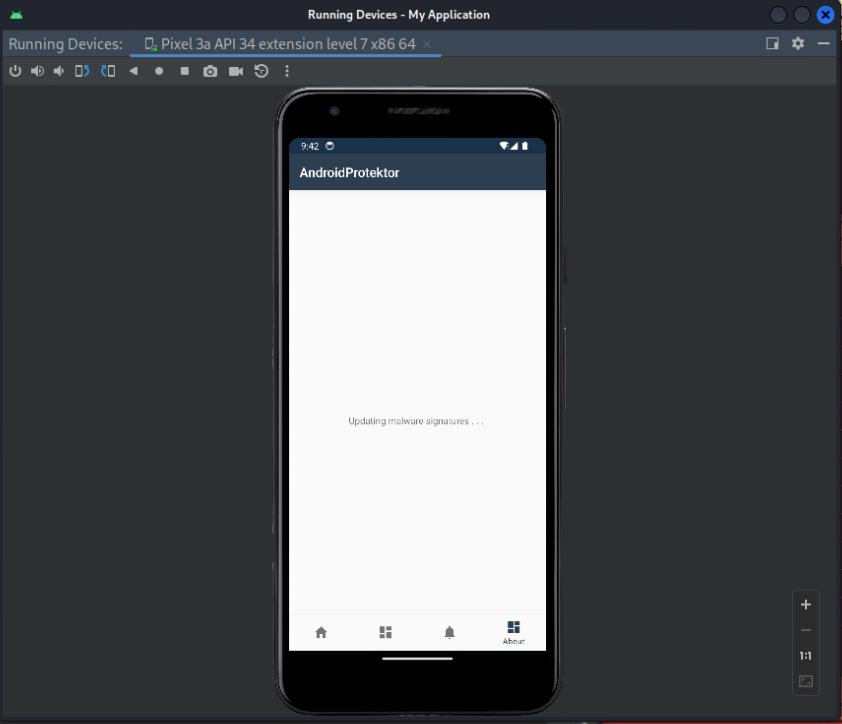 Running Devices - My Application
Running Devices:
Pixel 3a API 34 extension level 7 x86 64
9:42
AndroidProtektor
Updating malware signatures . . .
About
1:1